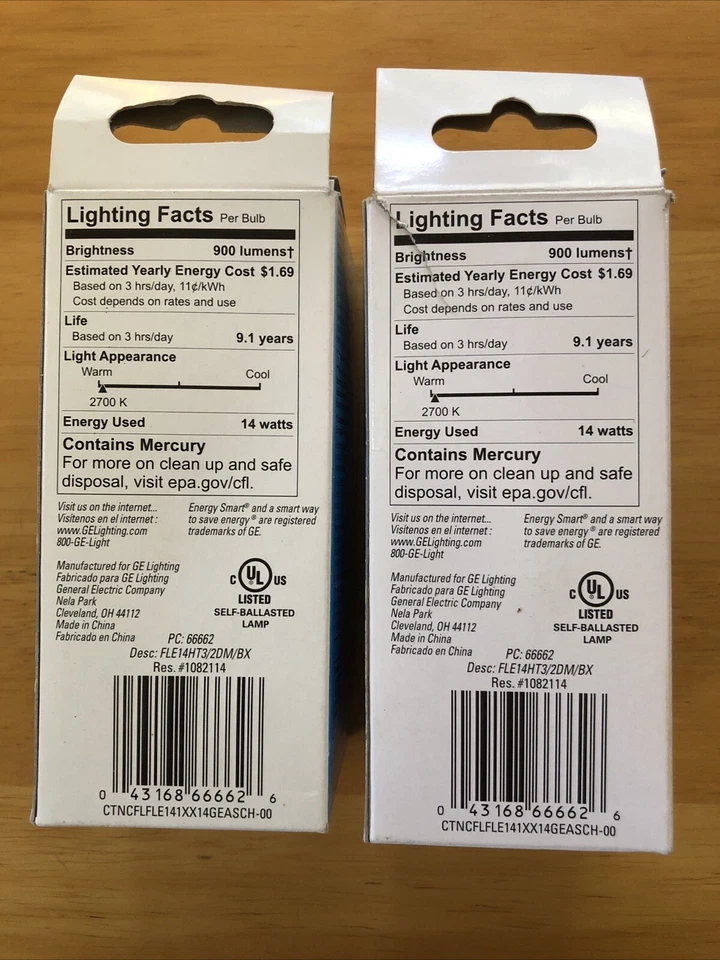 Lighting Facts Per Bulb
Brightness 900 lumens†
Estimated Yearly Energy Cost $1.69
Based on 3 hrs/day, 11¢/kWh
Cost depends on rates and use
Life
Based on 3 hrs/day 9.1 years
Light Appearance
Warm Cool
2700 K
Energy Used 14 watts
Contains Mercury
For more on clean up and safe
disposal, visit epa.gov/cfl.
Visit us on the internet...
Visítenos en el internet :
www.GELighting.com
800-GE-Light
Energy Smart® and a smart way
to save energy ® are registered
trademarks of GE.
Manufactured for GE Lighting
Fabricado para GE Lighting
General Electric Company
Nela Park
Cleveland, OH 44112
Made in China
Fabricado en China
C UL US
LISTED
SELF-BALLASTED
LAMP
PC: 66662
Desc: FLE14HT3/2DM/BX
Res. #1082114
0 43168 66662 6
CTNCFLFLE141XX14GEASCH-00
Lighting Facts Per Bulb
Brightness 900 lumens†
Estimated Yearly Energy Cost $1.69
Based on 3 hrs/day, 11¢/kWh
Cost depends on rates and use
Life
Based on 3 hrs/day 9.1 years
Light Appearance
Warm Cool
2700 K
Energy Used 14 watts
Contains Mercury
For more on clean up and safe
disposal, visit epa.gov/cfl.
Visit us on the internet...
Visítenos en el internet :
www.GELighting.com
800-GE-Light
Energy Smart® and a smart way
to save energy ® are registered
trademarks of GE.
Manufactured for GE Lighting
Fabricado para GE Lighting
General Electric Company
Nela Park
Cleveland, OH 44112
Made in China
Fabricado en China
C UL US
LISTED
SELF-BALLASTED
LAMP
PC: 66662
Desc: FLE14HT3/2DM/BX
Res. #1082114
0 43168 66662 6
CTNCFLFLE141XX14GEASCH-00